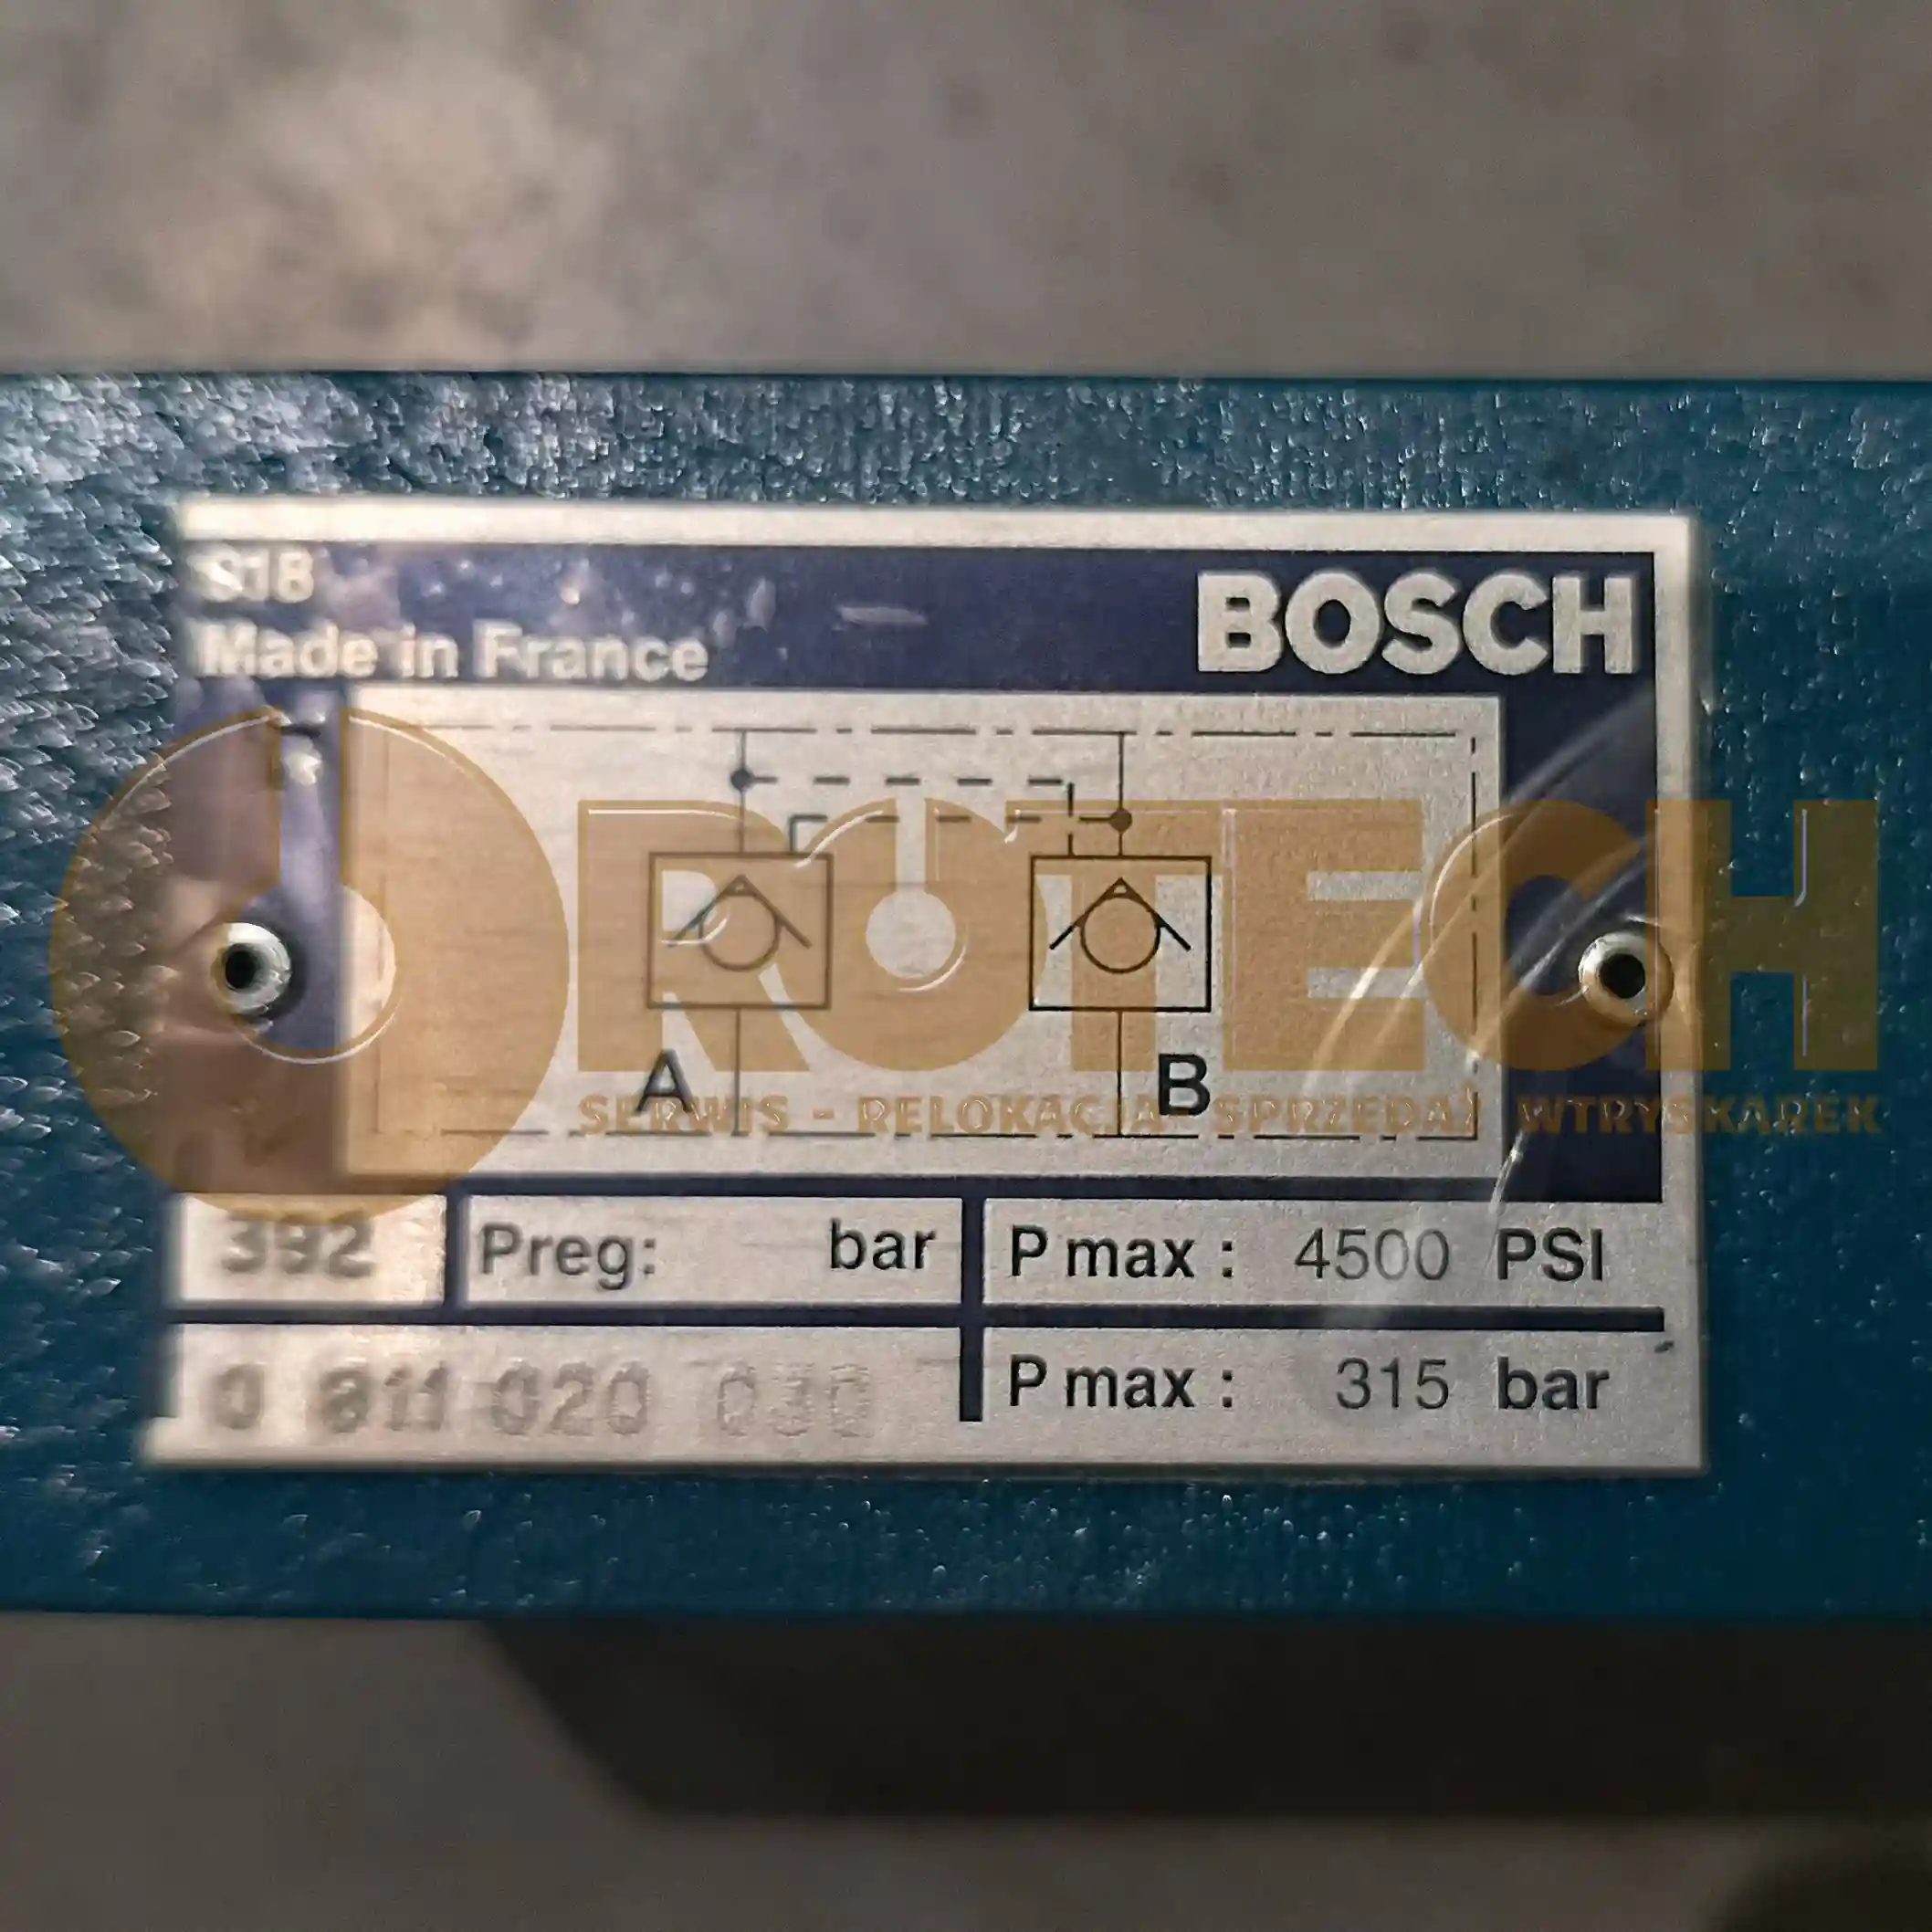 S18
BOSCH
Made in France
OROTECH
A
B
SERWIS - RELOKACJA - SPRZEDAŻ WTRYSKAREK
392
Preg: bar
P max : 4500 PSI
0 811 020 030
P max : 315 bar